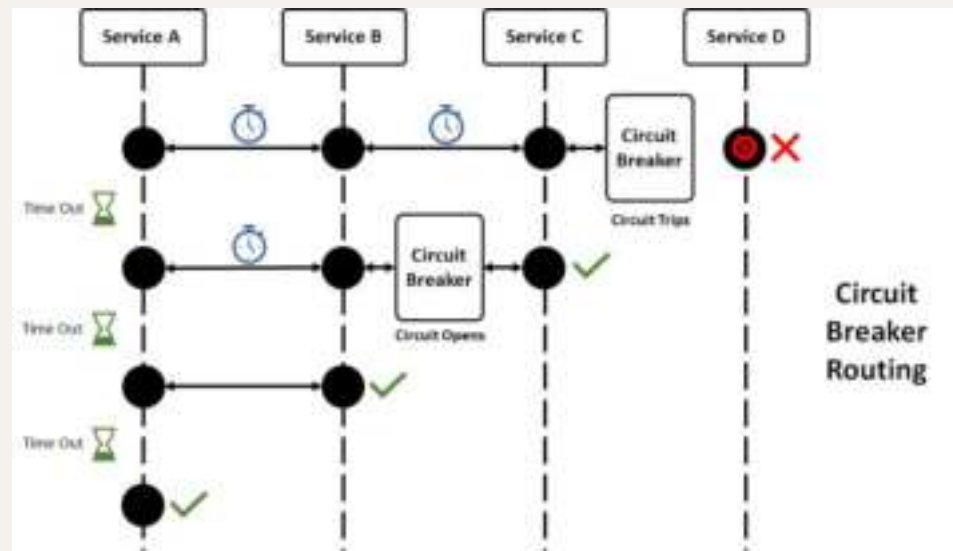 Service A
Service B
Service C
Service D
Circuit
Breaker
Circuit Trips
Time Out
Circuit
Breaker
Circuit Opens
Time Out
Time Out
Circuit
Breaker
Routing